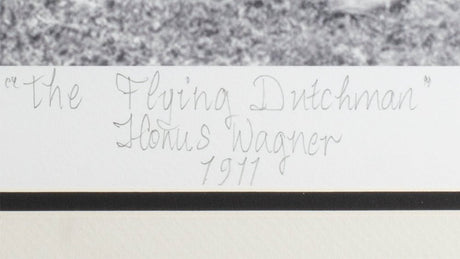 "The Flying Dutchman"
Honus Wagner
1911